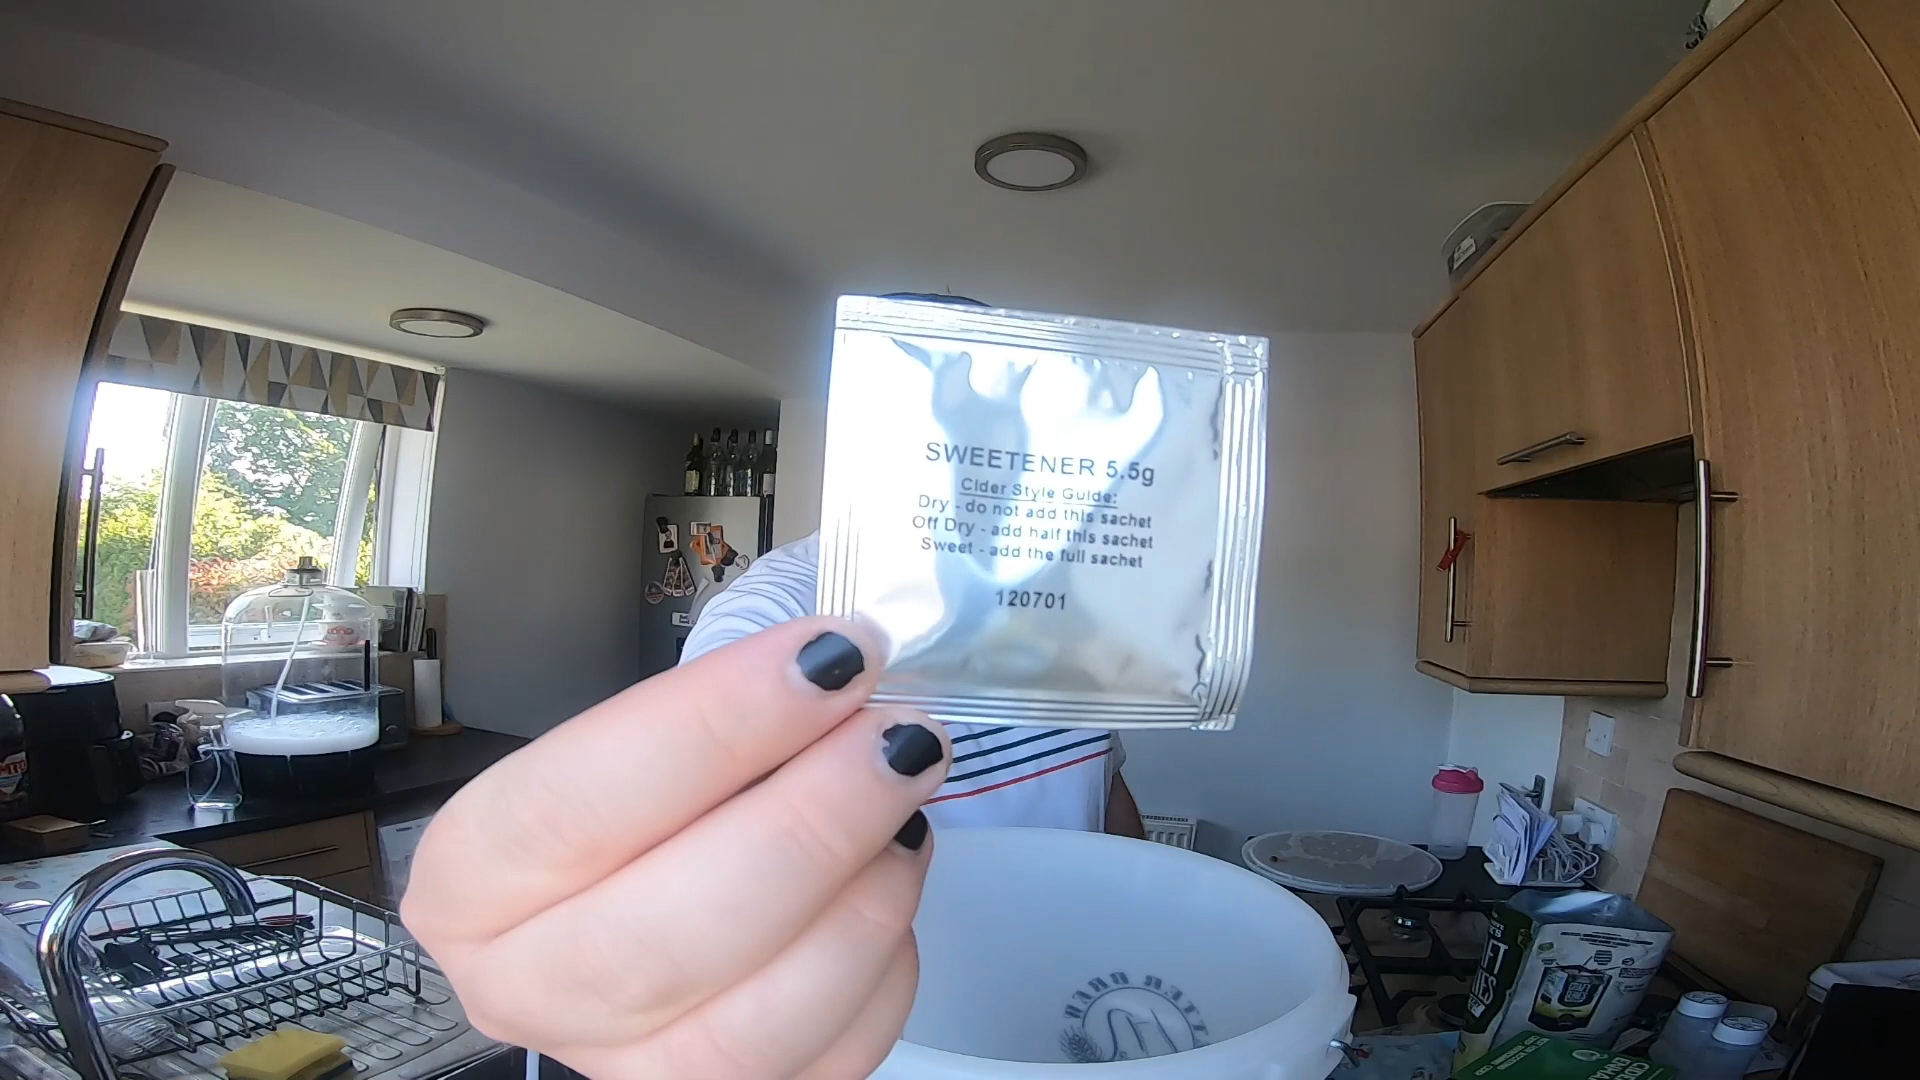 SWEETENER 5.5g
Cider Style Guide:
Dry - do not add this sachet
Off Dry - add half this sachet
Sweet - add the full sachet
120701